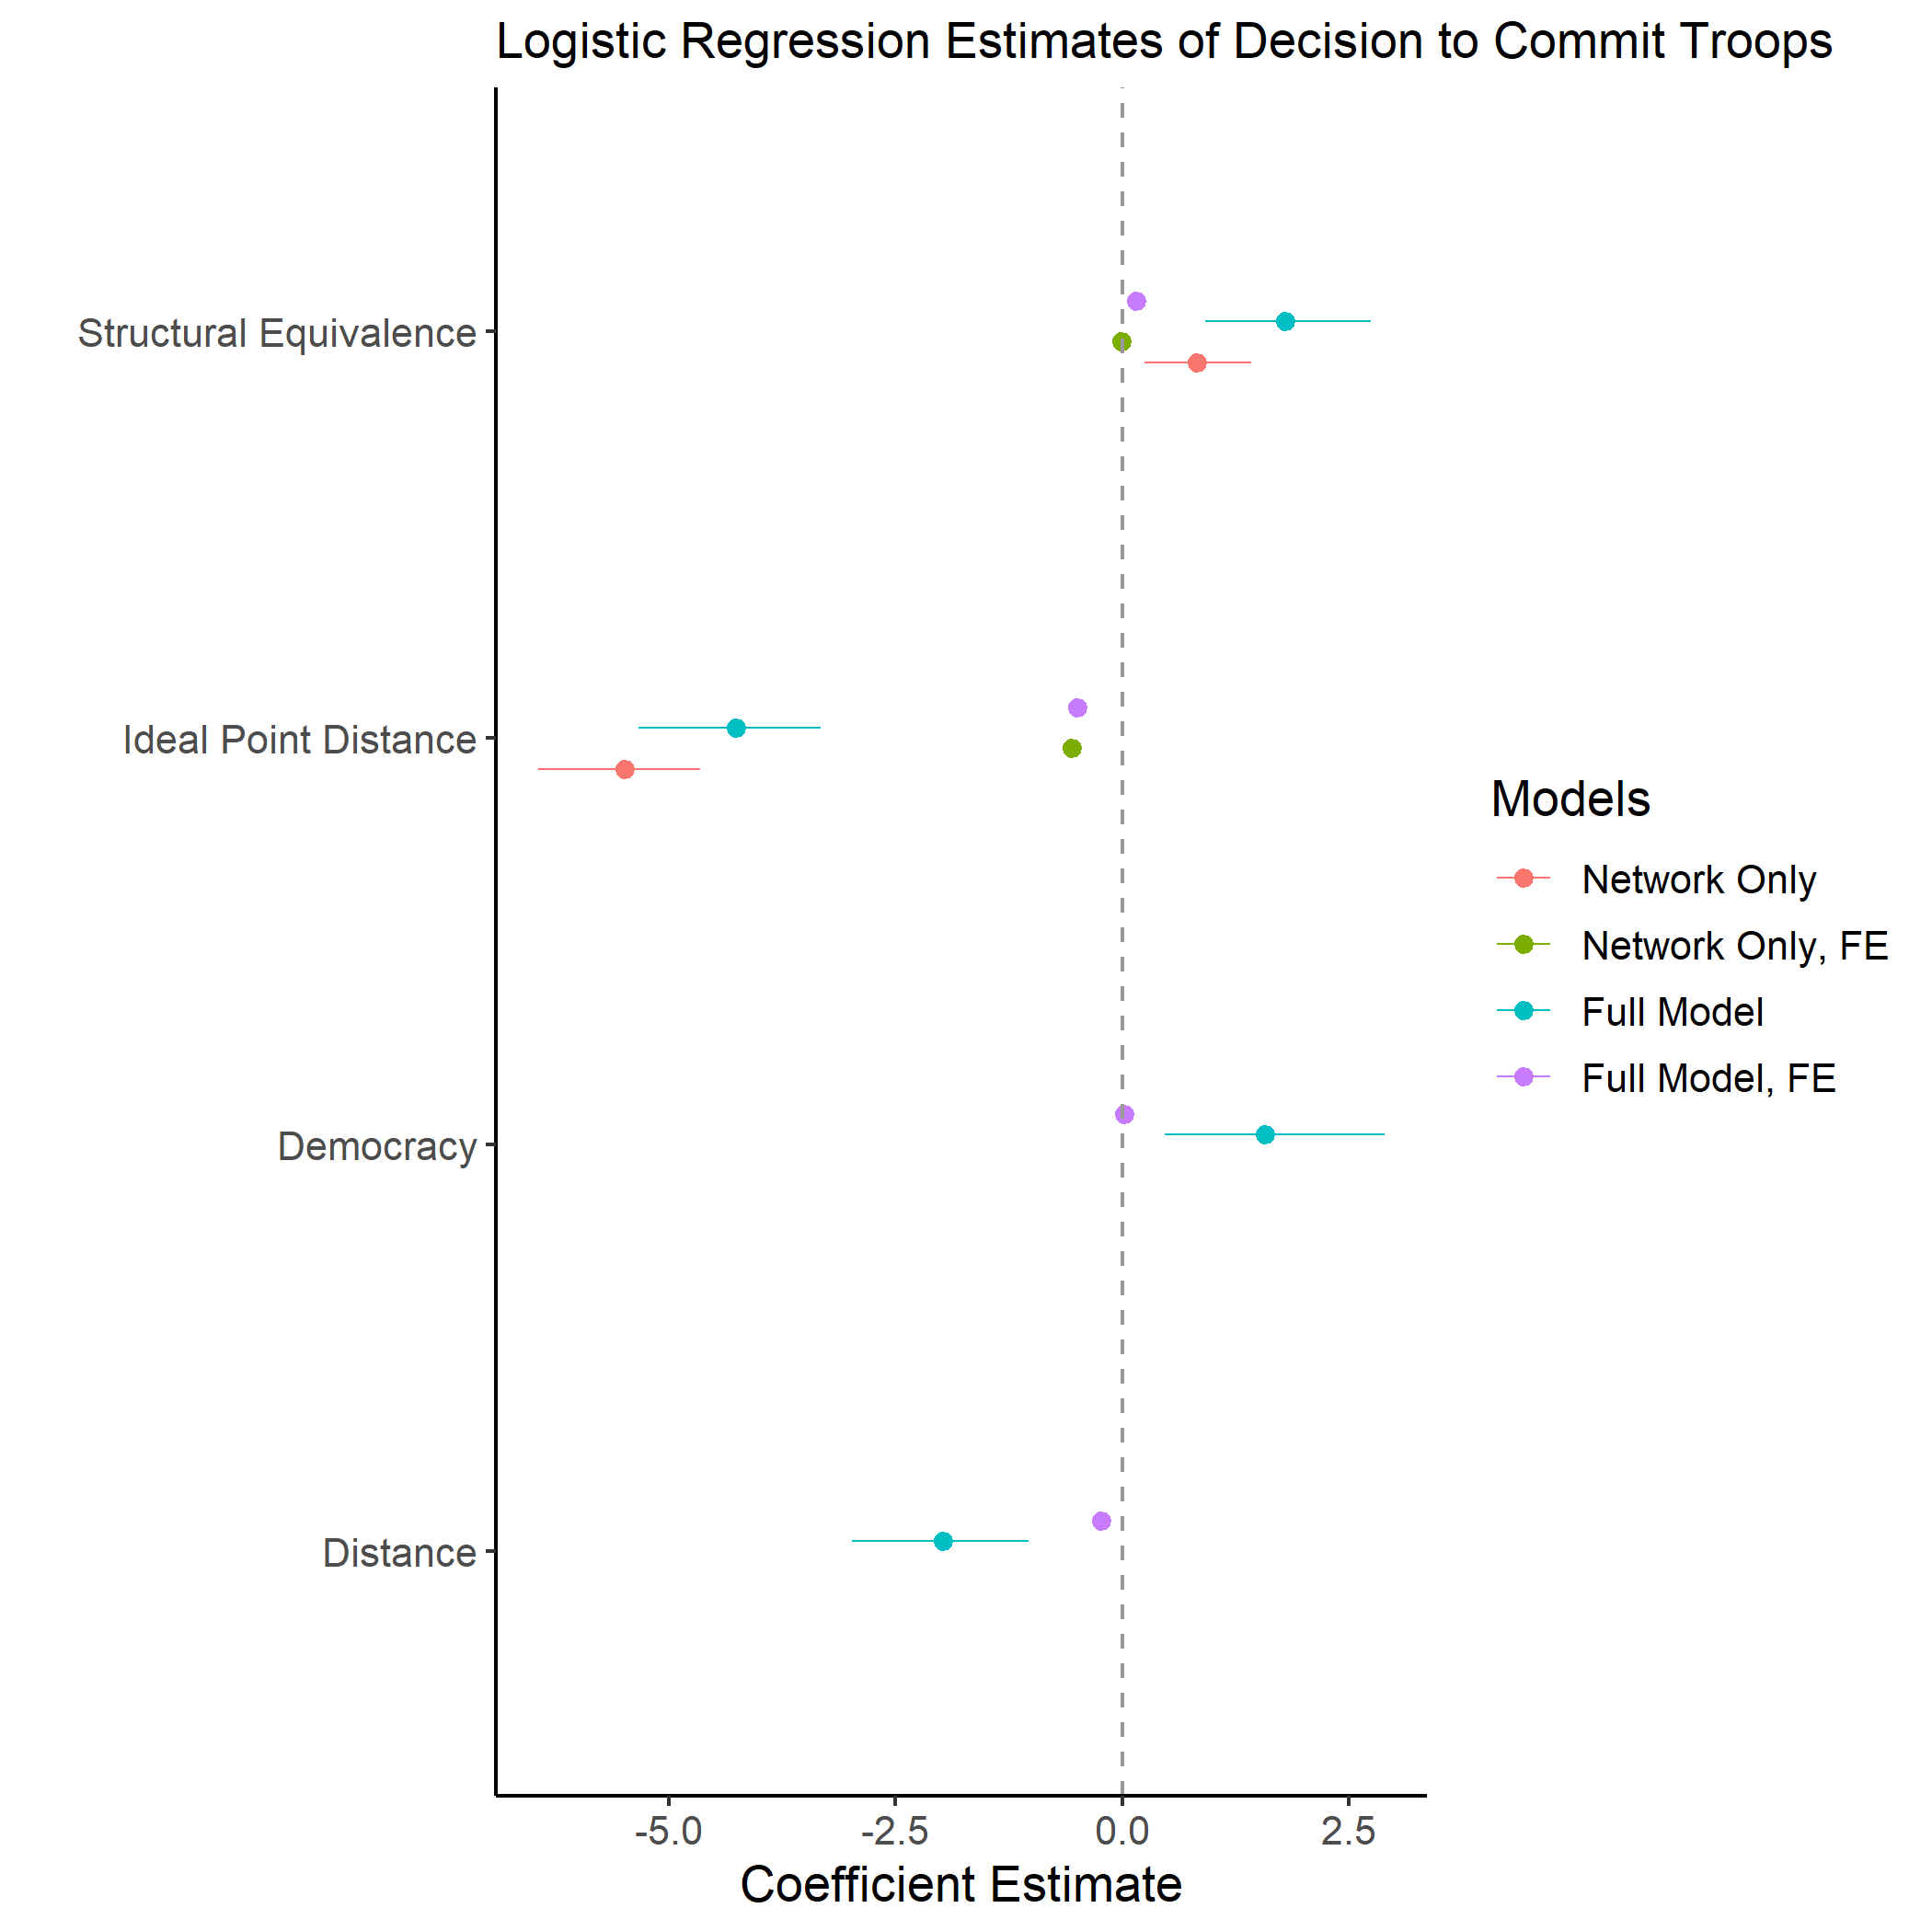 Logistic Regression Estimates of Decision to Commit Troops
Structural Equivalence
Ideal Point Distance
Democracy
Distance
-5.0
-2.5
0.0
2.5
Coefficient Estimate
Models
Network Only
Network Only, FE
Full Model
Full Model, FE